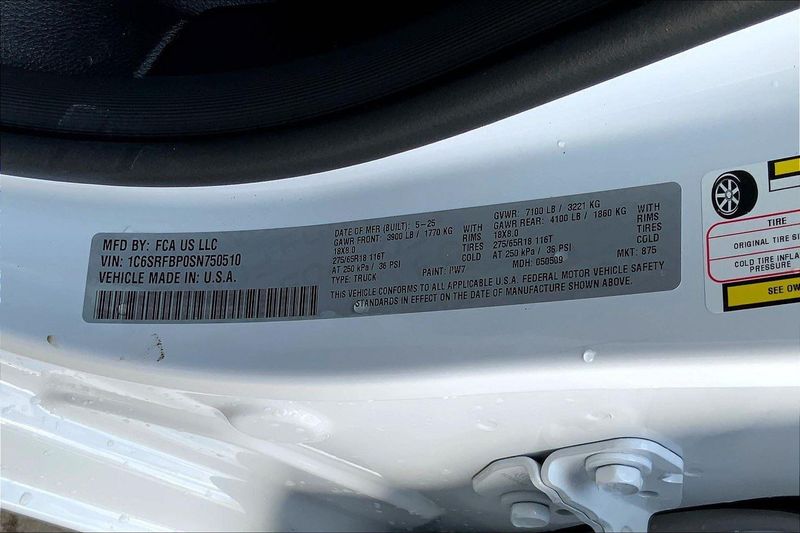 MFD BY: FCA US LLC
VIN: 1C6SRFBP0SN750510
VEHICLE MADE IN: U.S.A.
DATE OF MFR (BUILT): 5-25
GAWR FRONT: 3900 LB / 1770 KG WITH
18X8.0 RIMS
275/65R18 116T TIRES
AT 250 kPa / 36 PSI COLD
TYPE: TRUCK
PAINT: PW7
GVWR: 7100 LB / 3221 KG
GAWR REAR: 4100 LB / 1860 KG WITH
18X8.0 RIMS
275/65R18 116T TIRES
AT 250 kPa / 36 PSI COLD
MDH: 050509
MKT: 875
THIS VEHICLE CONFORMS TO ALL APPLICABLE U.S.A. FEDERAL MOTOR VEHICLE SAFETY
STANDARDS IN EFFECT ON THE DATE OF MANUFACTURE SHOWN ABOVE.
TIRE
ORIGINAL TIRE SI
COLD TIRE INFLA
PRESSURE
SEE OW